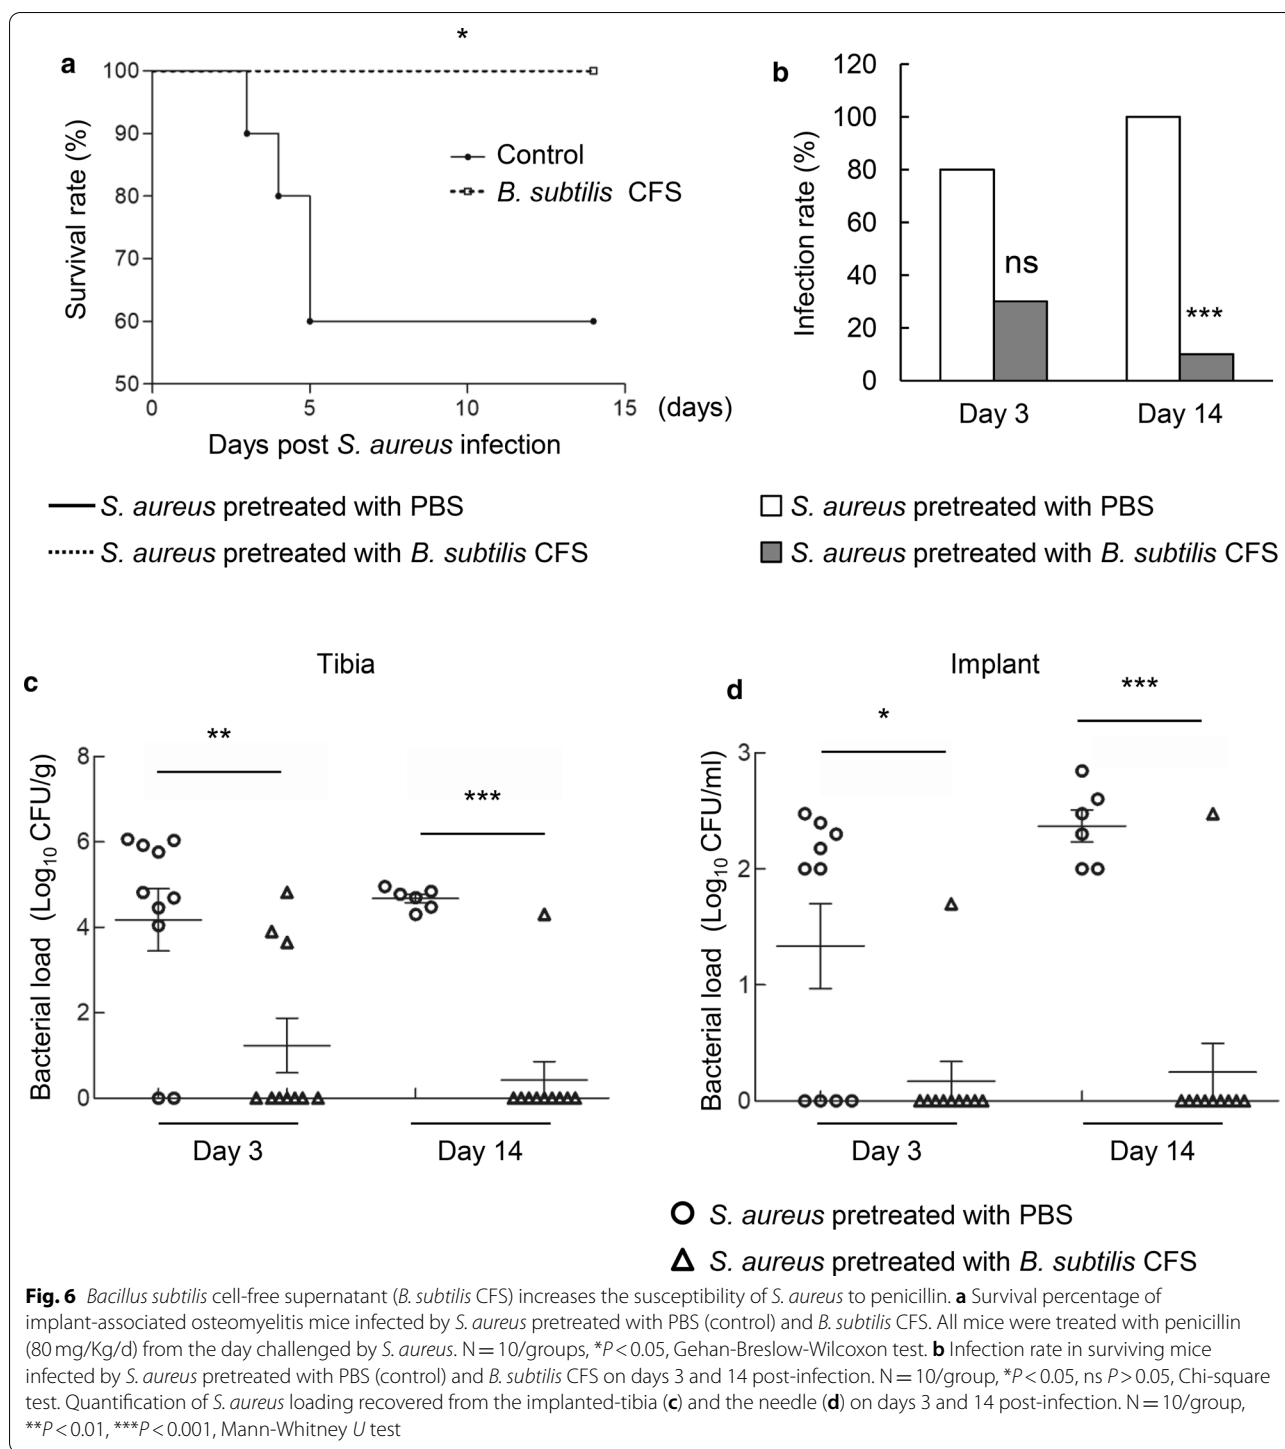 a
*
100
90
80
70
60
50
Survival rate (%)
Control
B. subtilis CFS
0 5 10 15 (days)
Days post S. aureus infection
S. aureus pretreated with PBS
S. aureus pretreated with B. subtilis CFS
b
120
100
80
60
40
20
0
Infection rate (%)
ns
***
Day 3 Day 14
S. aureus pretreated with PBS
S. aureus pretreated with B. subtilis CFS
Tibia
c
**
***
8
6
4
2
0
Bacterial load (Log10 CFU/g)
Day 3 Day 14
Implant
d
*
***
3
2
1
0
Bacterial load (Log10 CFU/ml)
Day 3 Day 14
S. aureus pretreated with PBS
S. aureus pretreated with B. subtilis CFS
Fig. 6 Bacillus subtilis cell-free supernatant (B. subtilis CFS) increases the susceptibility of S. aureus to penicillin. a Survival percentage of
implant-associated osteomyelitis mice infected by S. aureus pretreated with PBS (control) and B. subtilis CFS. All mice were treated with penicillin
(80 mg/Kg/d) from the day challenged by S. aureus. N = 10/groups, *P < 0.05, Gehan-Breslow-Wilcoxon test. b Infection rate in surviving mice
infected by S. aureus pretreated with PBS (control) and B. subtilis CFS on days 3 and 14 post-infection. N = 10/group, *P < 0.05, ns P > 0.05, Chi-square
test. Quantification of S. aureus loading recovered from the implanted-tibia (c) and the needle (d) on days 3 and 14 post-infection. N = 10/group,
**P < 0.01, ***P < 0.001, Mann-Whitney U test